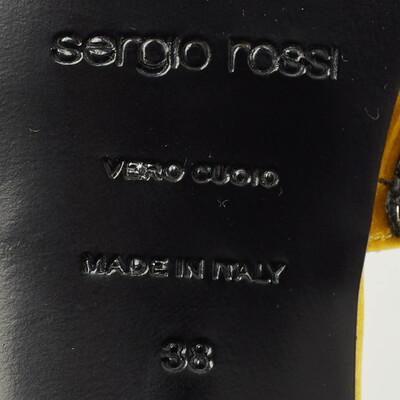 sergio rossi
VERO CUOIO
MADE IN ITALY
38